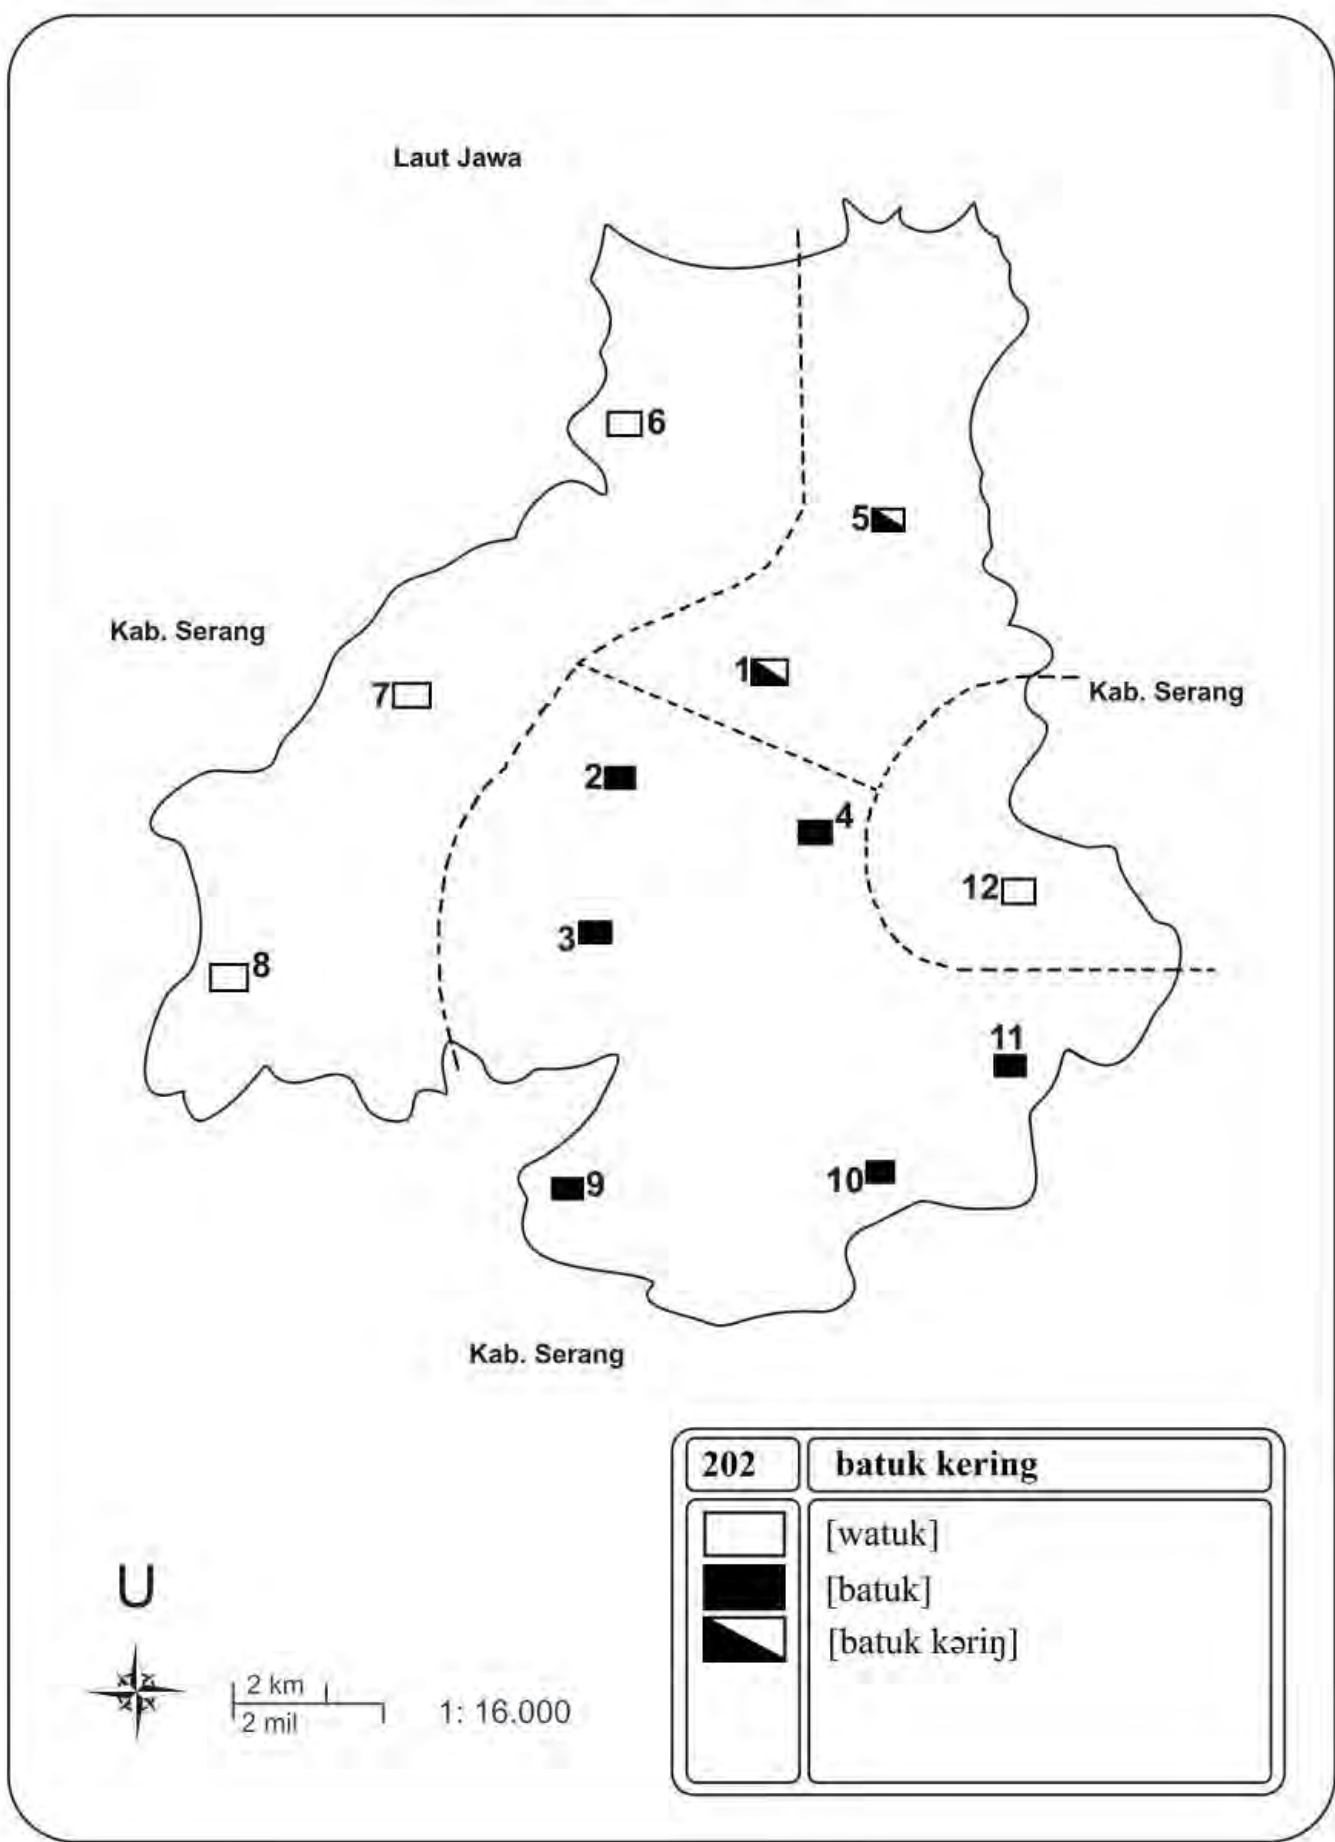 Laut Jawa
6
5
Kab. Serang
1
7
Kab. Serang
2
4
12
3
8
11
9
10
Kab. Serang
202 batuk kering
[watuk]
[batuk]
[batuk kəriŋ]
U
2 km
2 mil
1: 16.000